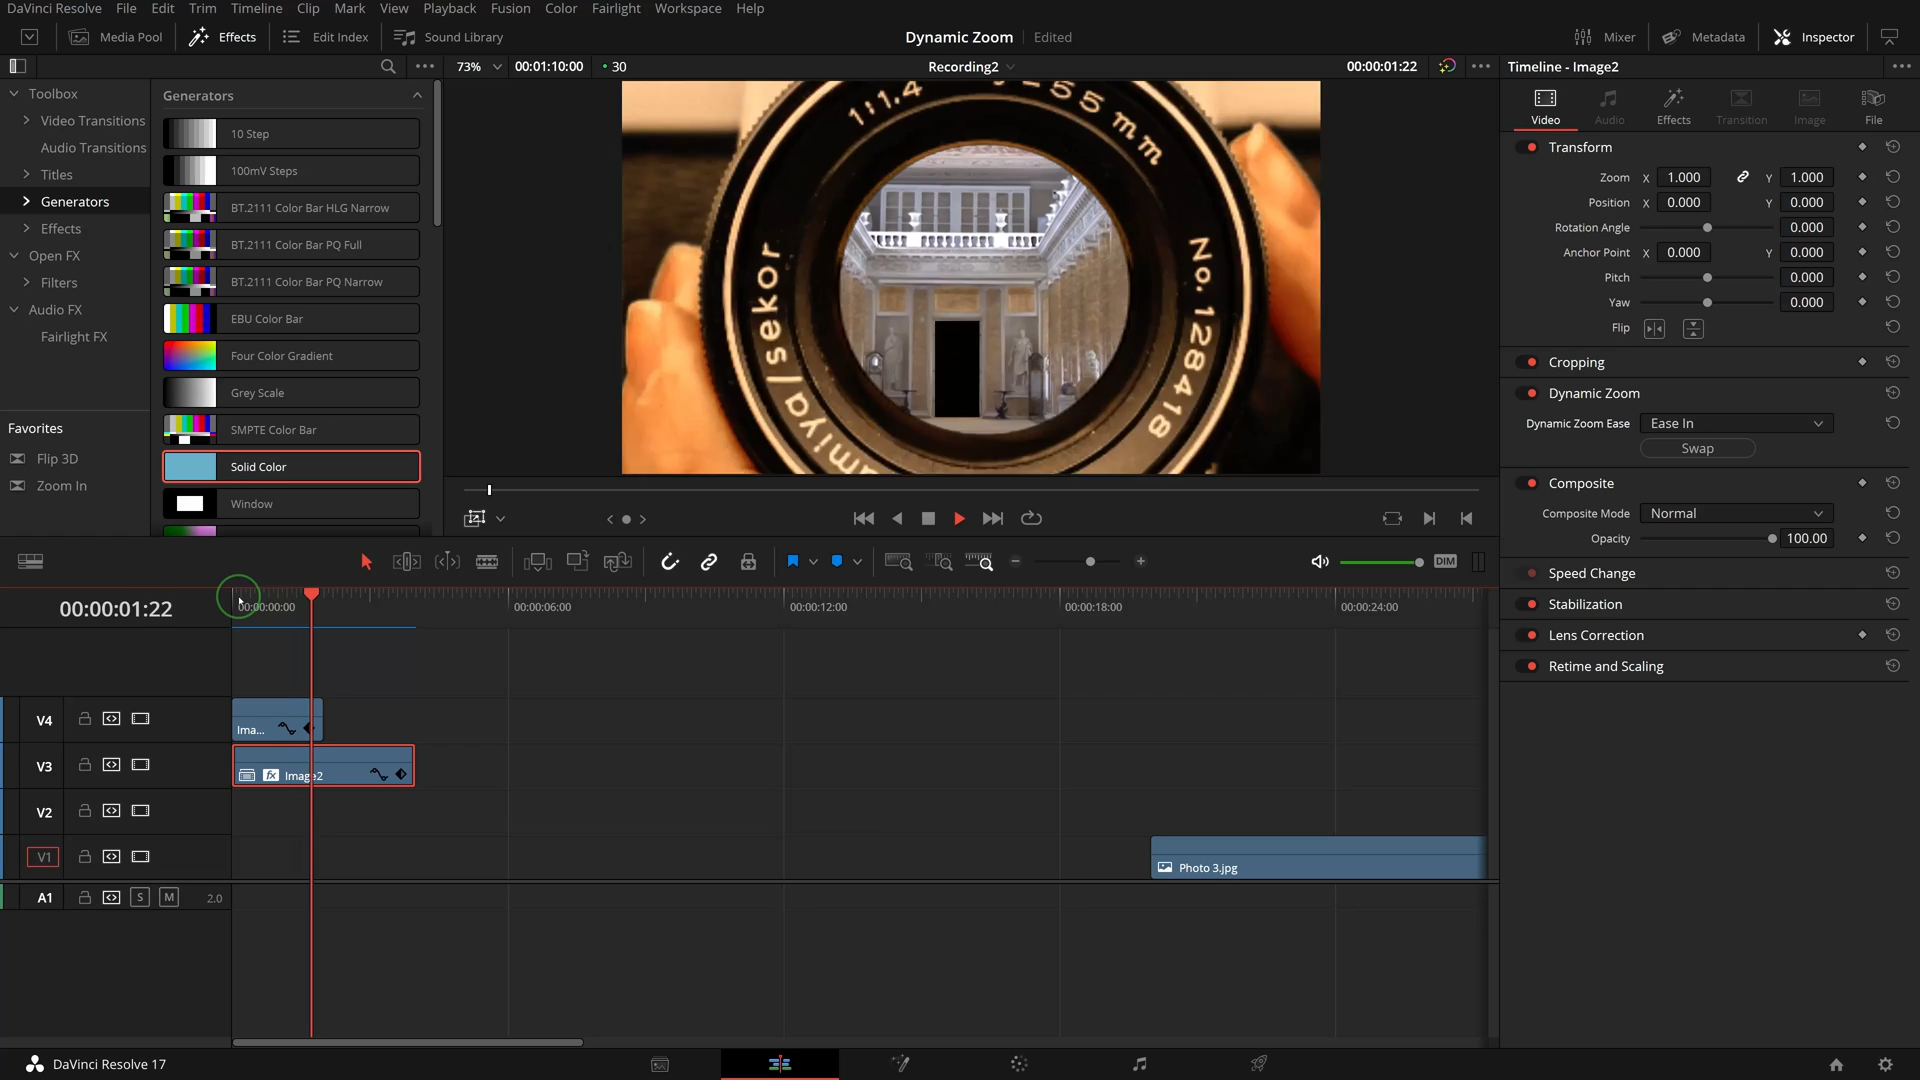 DaVinci Resolve File Edit Trim Timeline Clip Mark View Playback Fusion Color Fairlight Workspace Help
Media Pool Effects Edit Index Sound Library Dynamic Zoom Edited Mixer Metadata Inspector
73% 00:01:10:00 30 Recording2 00:00:01:22 Timeline - Image2
Toolbox
Video Transitions
Audio Transitions
Titles
Generators
Effects
Open FX
Filters
Audio FX
Fairlight FX
Favorites
Flip 3D
Zoom In
Generators
10 Step
100mV Steps
BT.2111 Color Bar HLG Narrow
BT.2111 Color Bar PQ Full
BT.2111 Color Bar PQ Narrow
EBU Color Bar
Four Color Gradient
Grey Scale
SMPTE Color Bar
Solid Color
Window
1:1.4
55 mm
miya/sekor
No. 128418
Video Audio Effects Transition Image File
Transform
Zoom X 1.000 Y 1.000
Position X 0.000 Y 0.000
Rotation Angle 0.000
Anchor Point X 0.000 Y 0.000
Pitch 0.000
Yaw 0.000
Flip
Cropping
Dynamic Zoom
Dynamic Zoom Ease Ease In
Swap
Composite
Composite Mode Normal
Opacity 100.00
Speed Change
Stabilization
Lens Correction
Retime and Scaling
DIM
00:00:01:22
00:00:00:00 00:00:06:00 00:00:12:00 00:00:18:00 00:00:24:00
V4 Ima...
V3 fx Image2
V2
V1 Photo 3.jpg
A1 S M 2.0
DaVinci Resolve 17